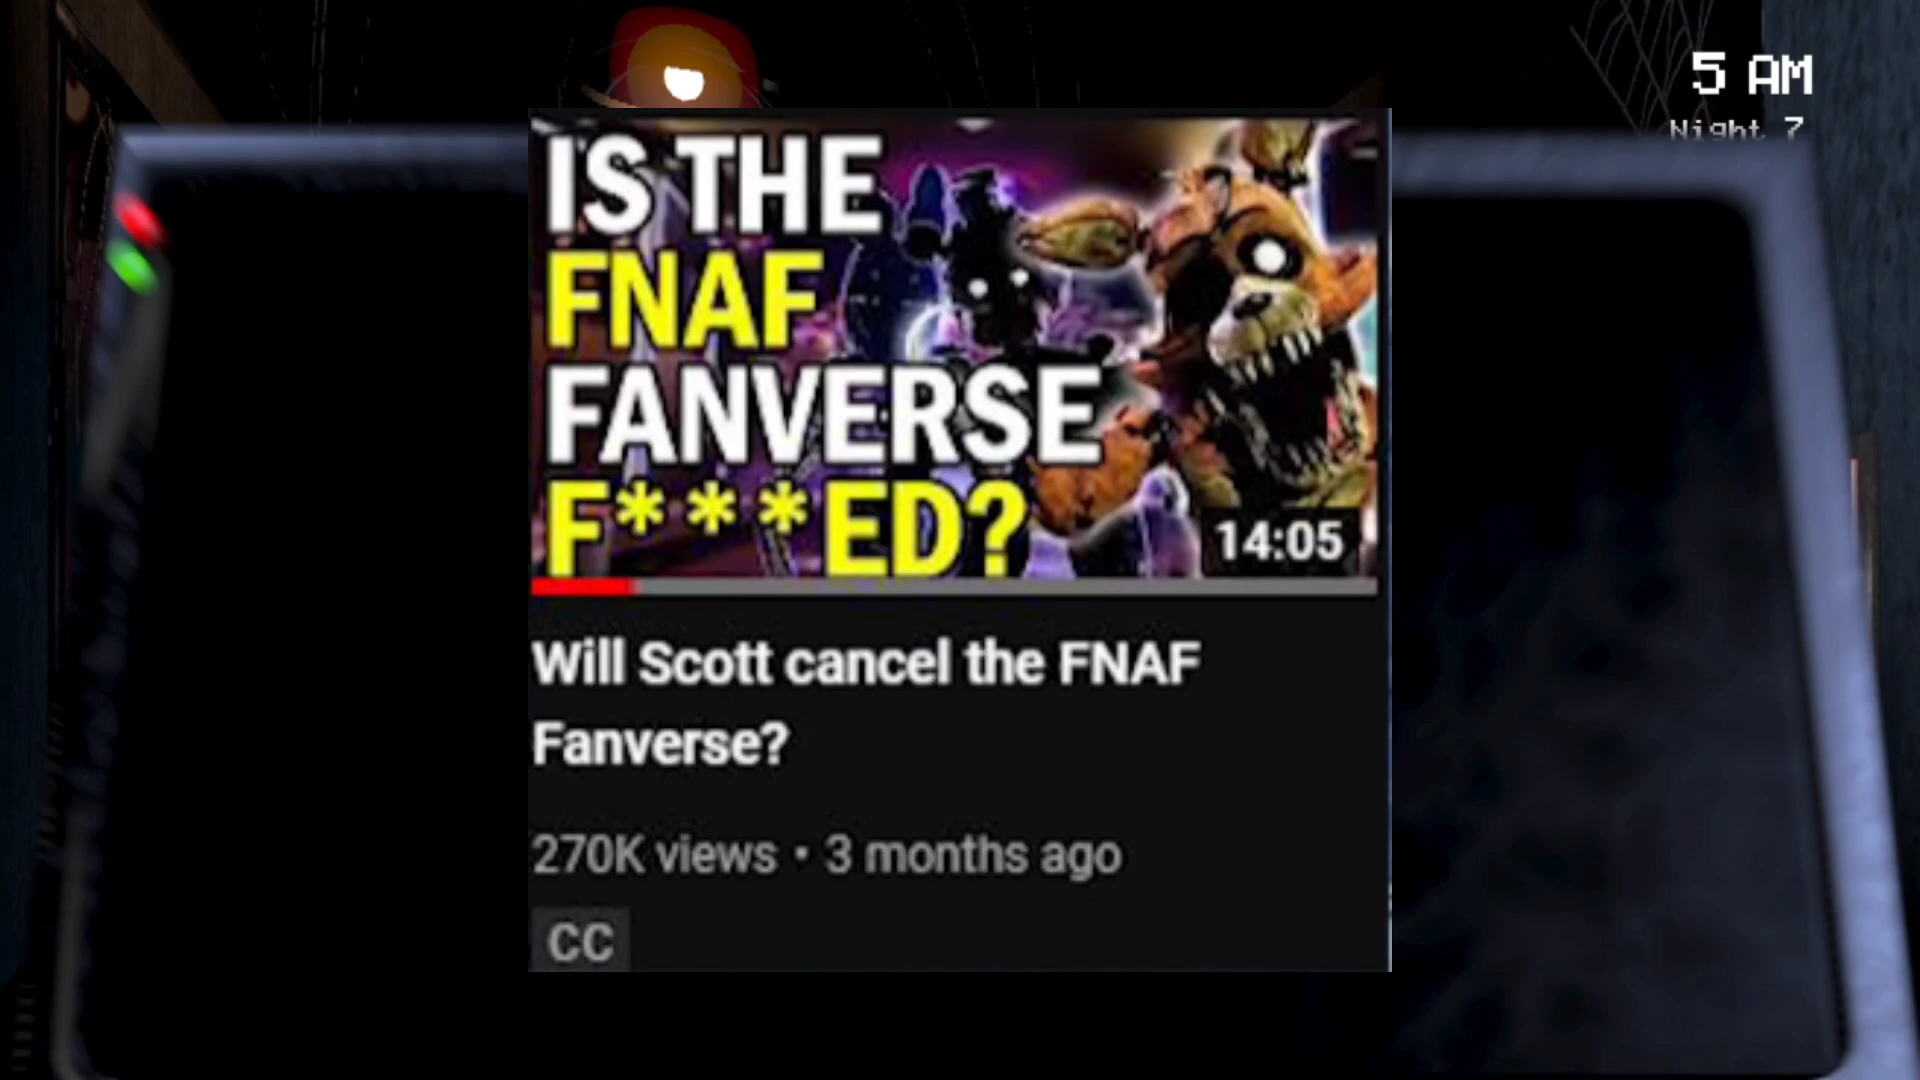 5 AM
Night 7
IS THE
FNAF
FANVERSE
F***ED?
14:05
Will Scott cancel the FNAF
Fanverse?
270K views • 3 months ago
CC